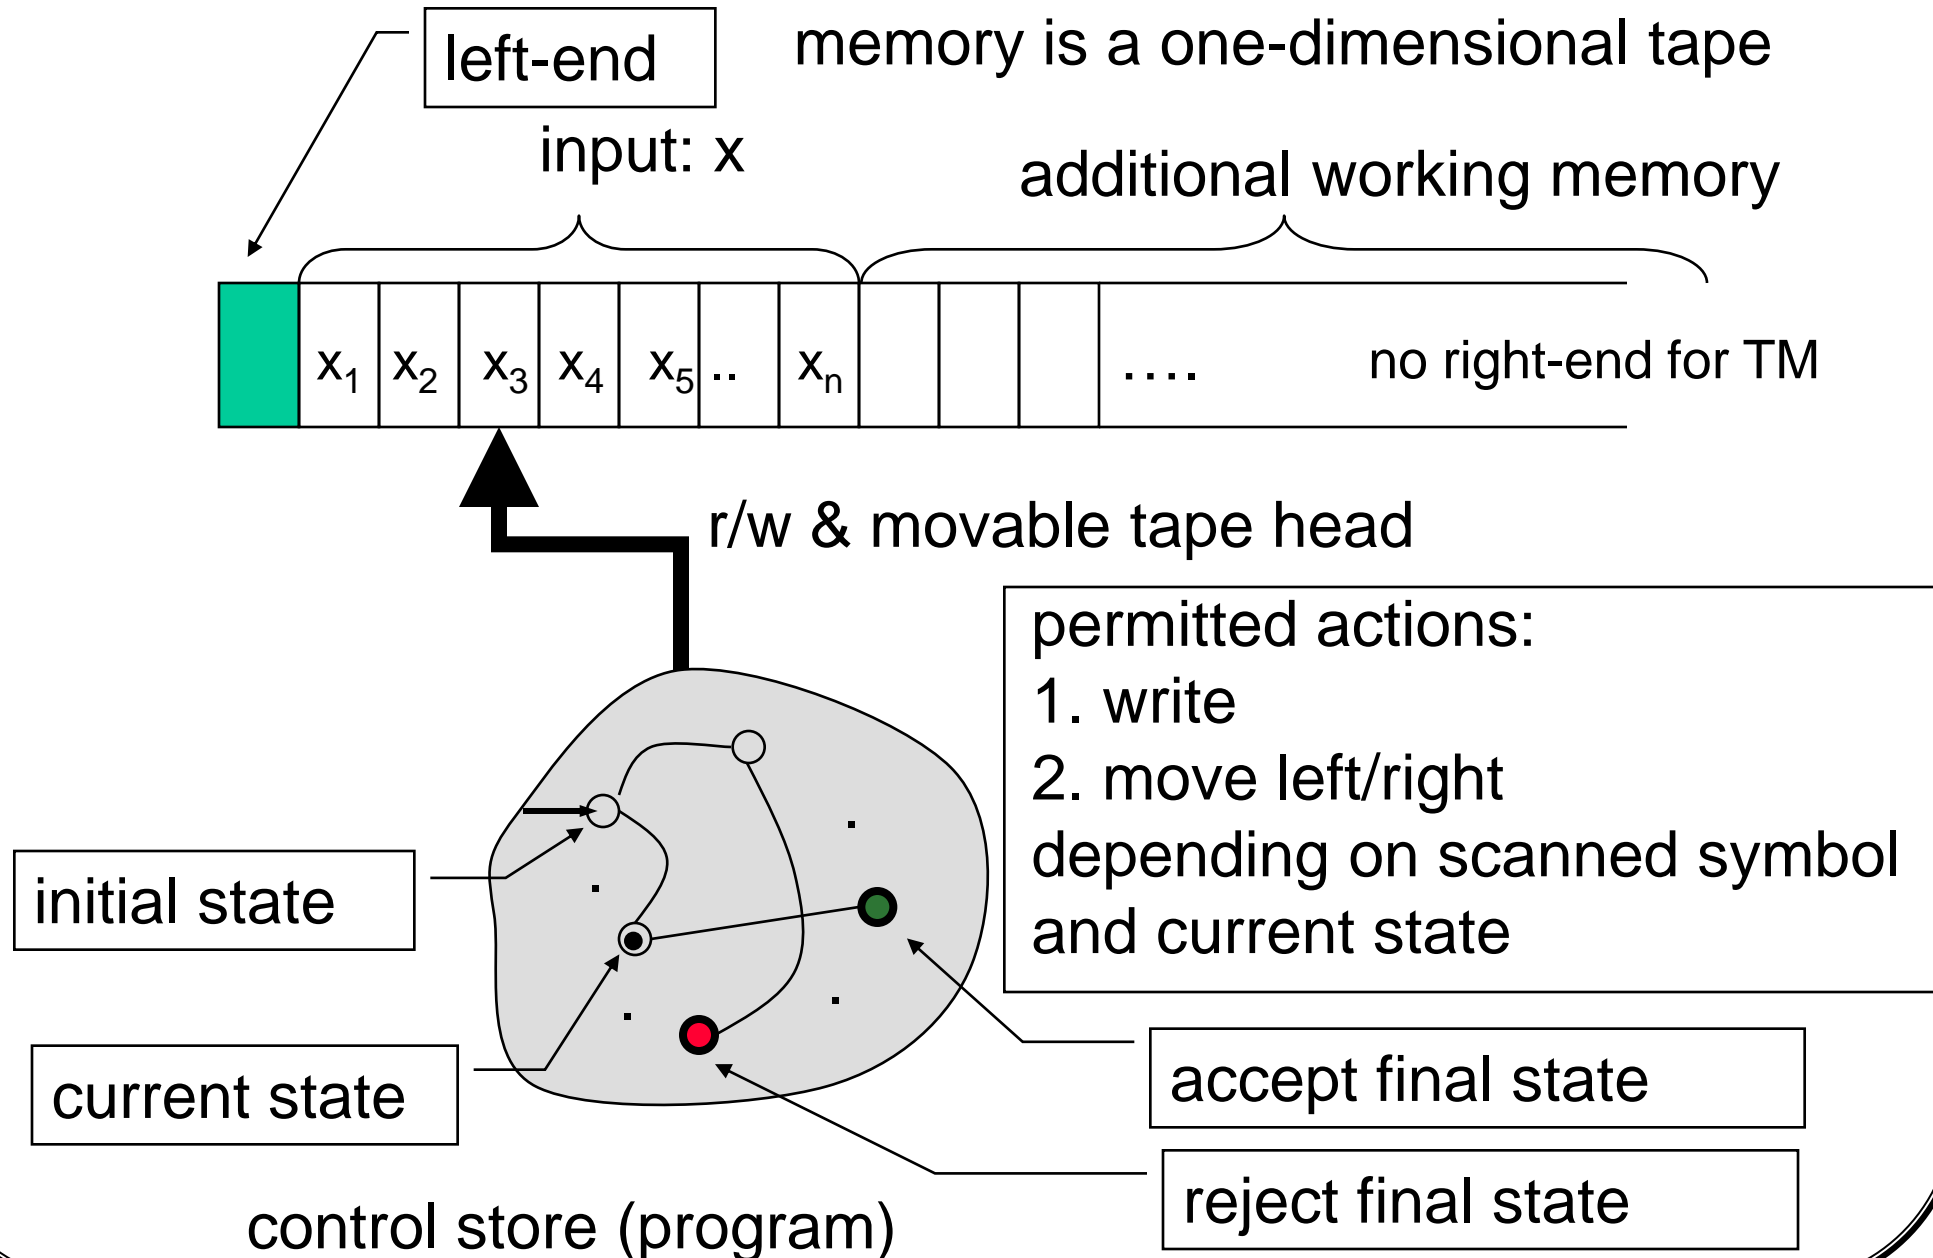 left-end
memory is a one-dimensional tape
input: x
additional working memory
x₁ x₂ x₃ x₄ x₅ .. xₙ …. no right-end for TM
r/w & movable tape head
permitted actions:
1. write
2. move left/right
depending on scanned symbol
and current state
initial state
current state
accept final state
reject final state
control store (program)